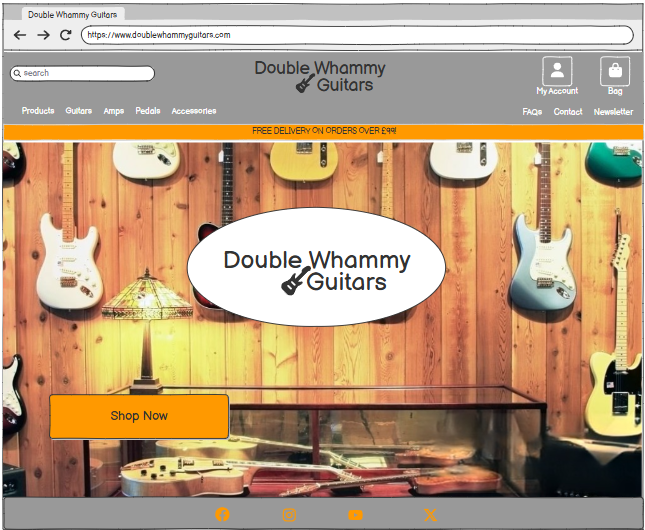 Double Whammy Guitars
https://www.doublewhammyguitars.com
search
Double Whammy
Guitars
My Account
Bag
Products Guitars Amps Pedals Accessories
FAQs Contact Newsletter
FREE DELIVERY ON ORDERS OVER £99!
Double Whammy
Guitars
Shop Now